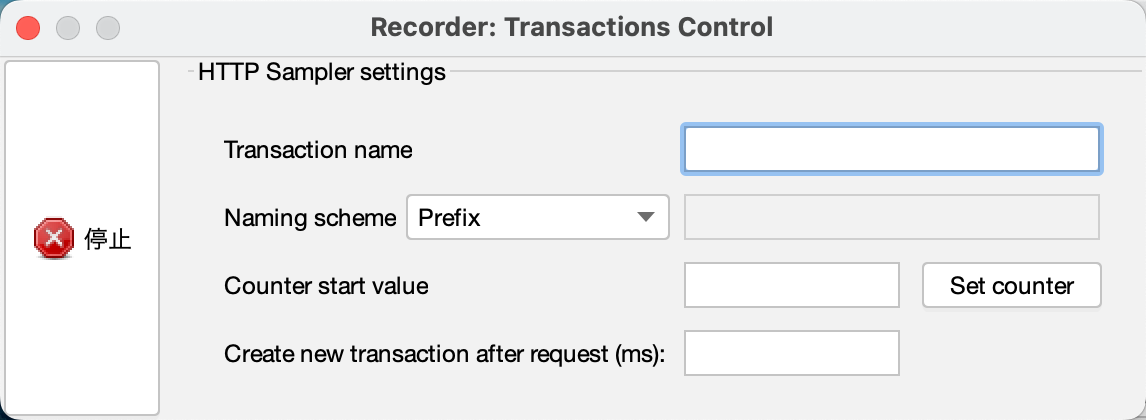 Recorder: Transactions Control
HTTP Sampler settings
停止
Transaction name
Naming scheme Prefix
Counter start value Set counter
Create new transaction after request (ms):